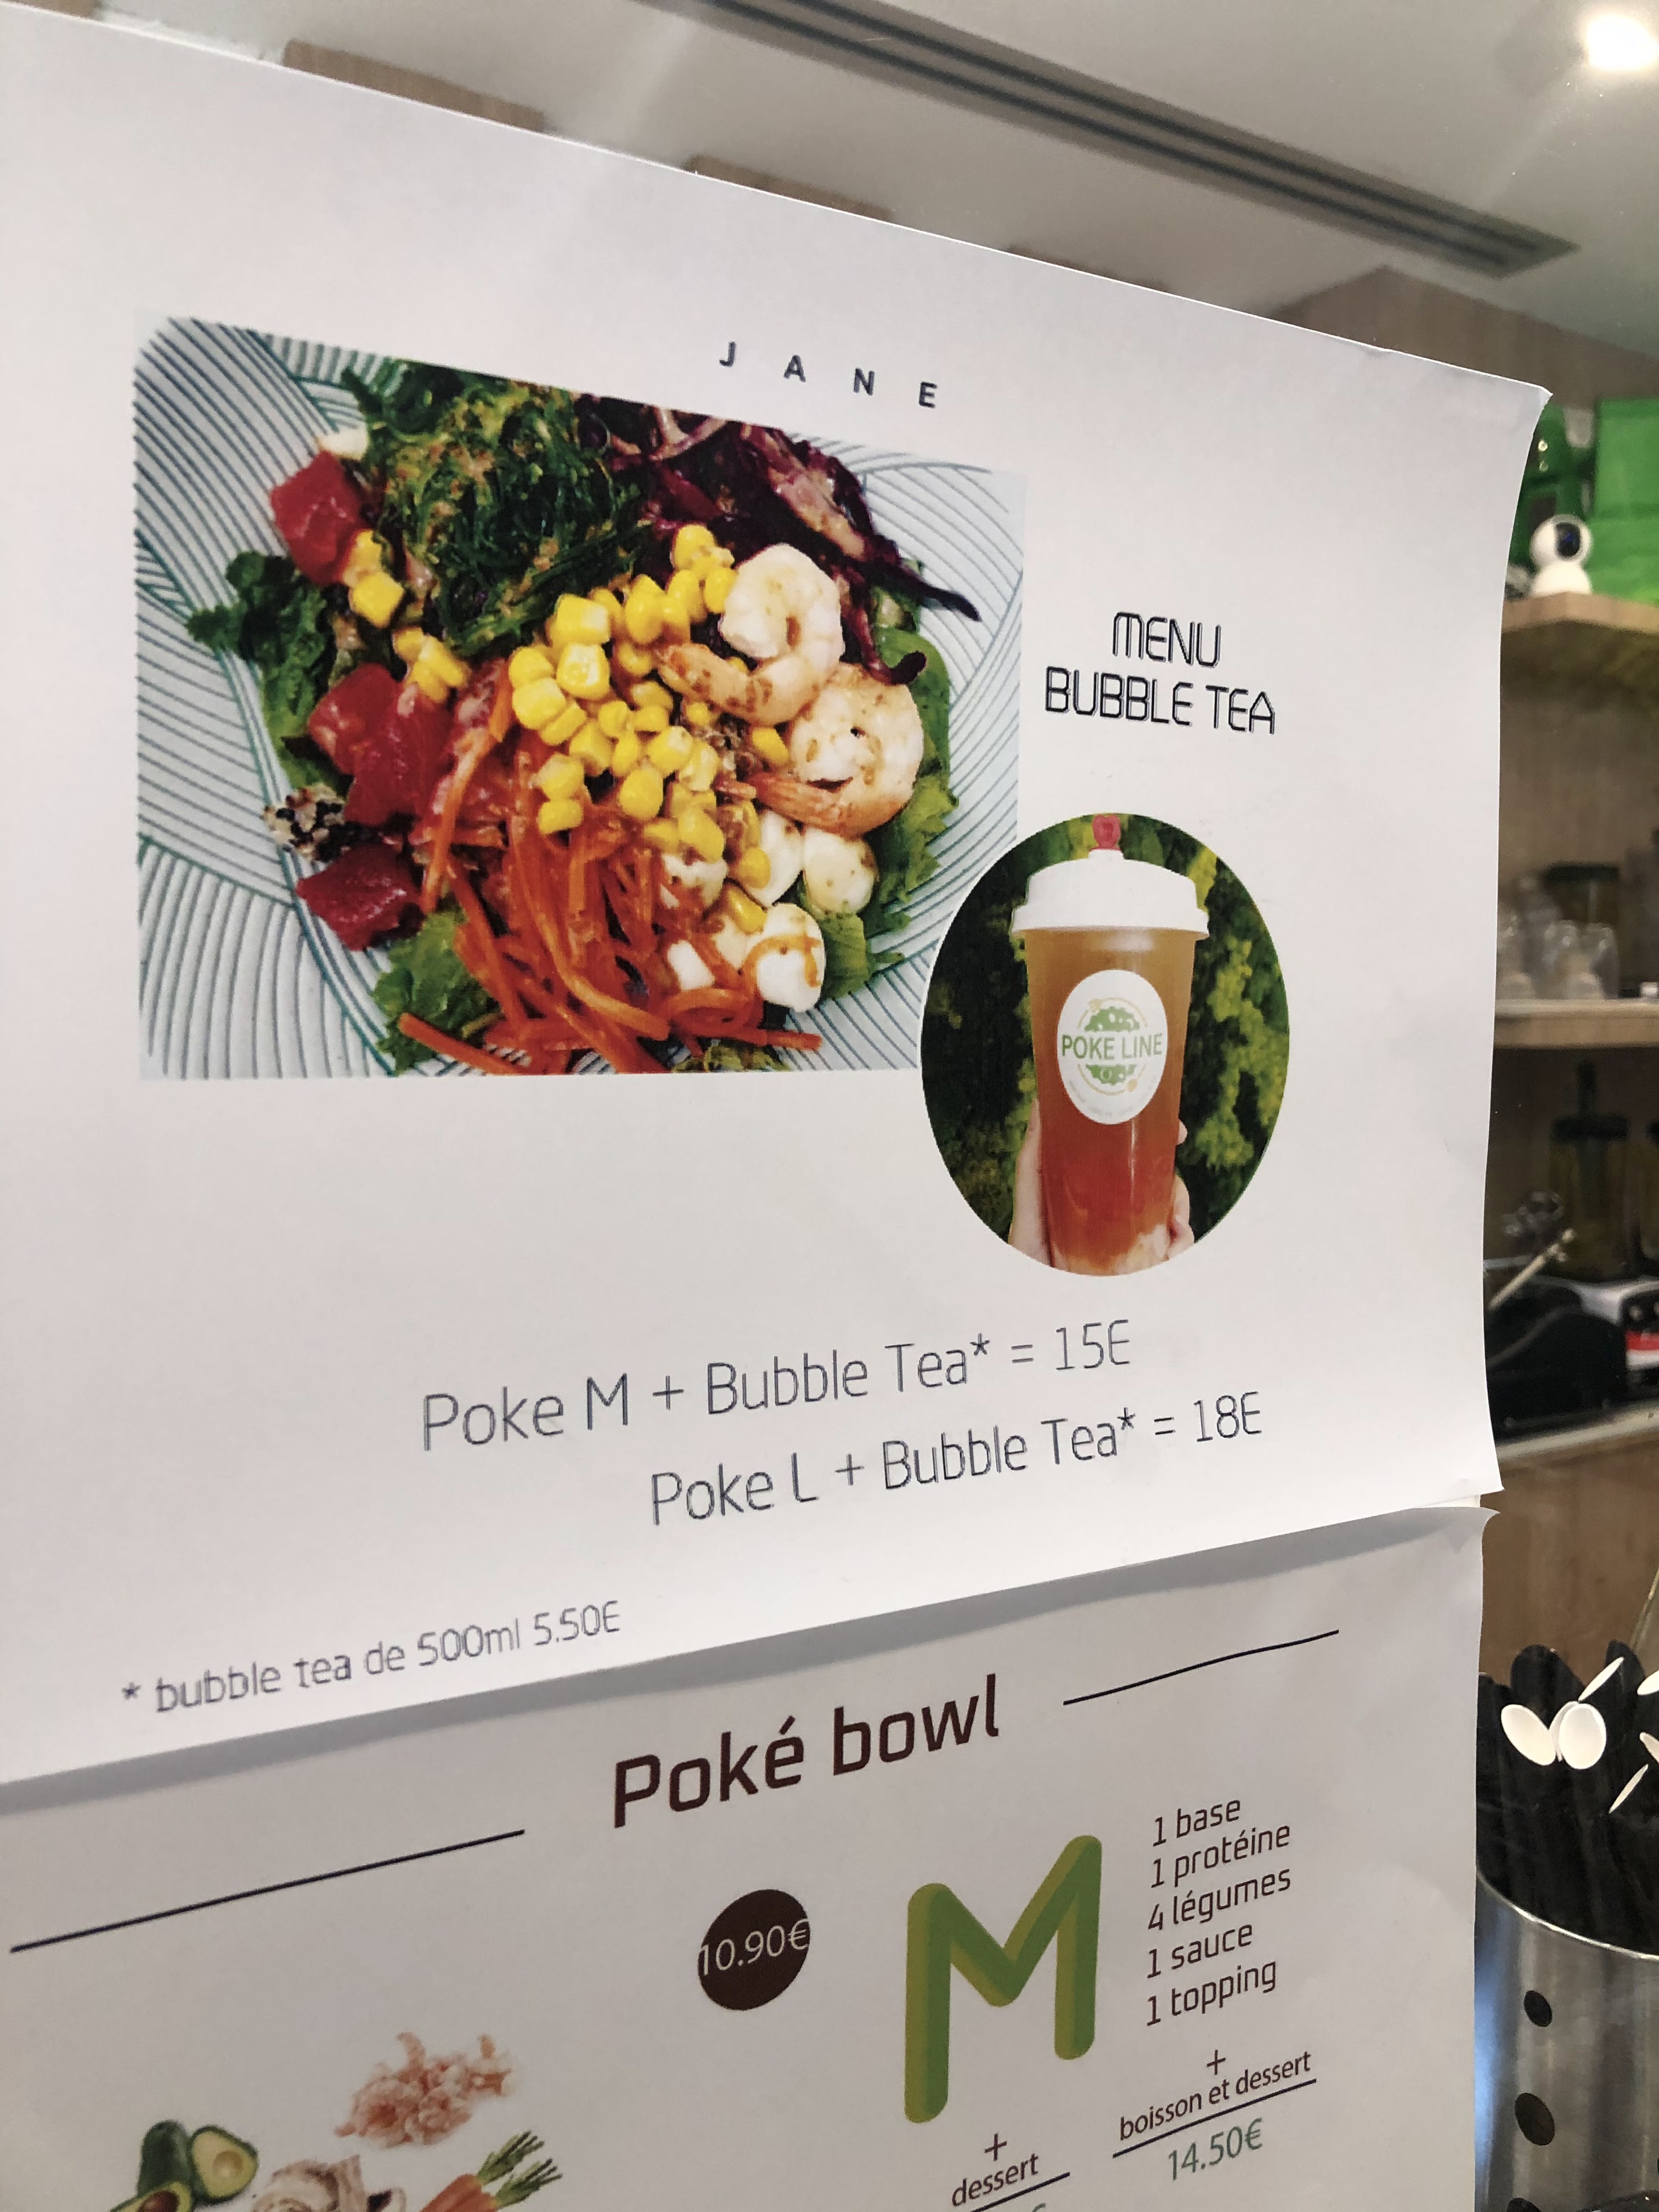 JANE
MENU
BUBBLE TEA
POKE LINE
Poke M + Bubble Tea* = 15E
Poke L + Bubble Tea* = 18E
* bubble tea de 500ml 5.50E
Poké bowl
10.90€
M
1 base
1 protéine
4 légumes
1 sauce
1 topping
+
dessert
+
boisson et dessert
14.50€